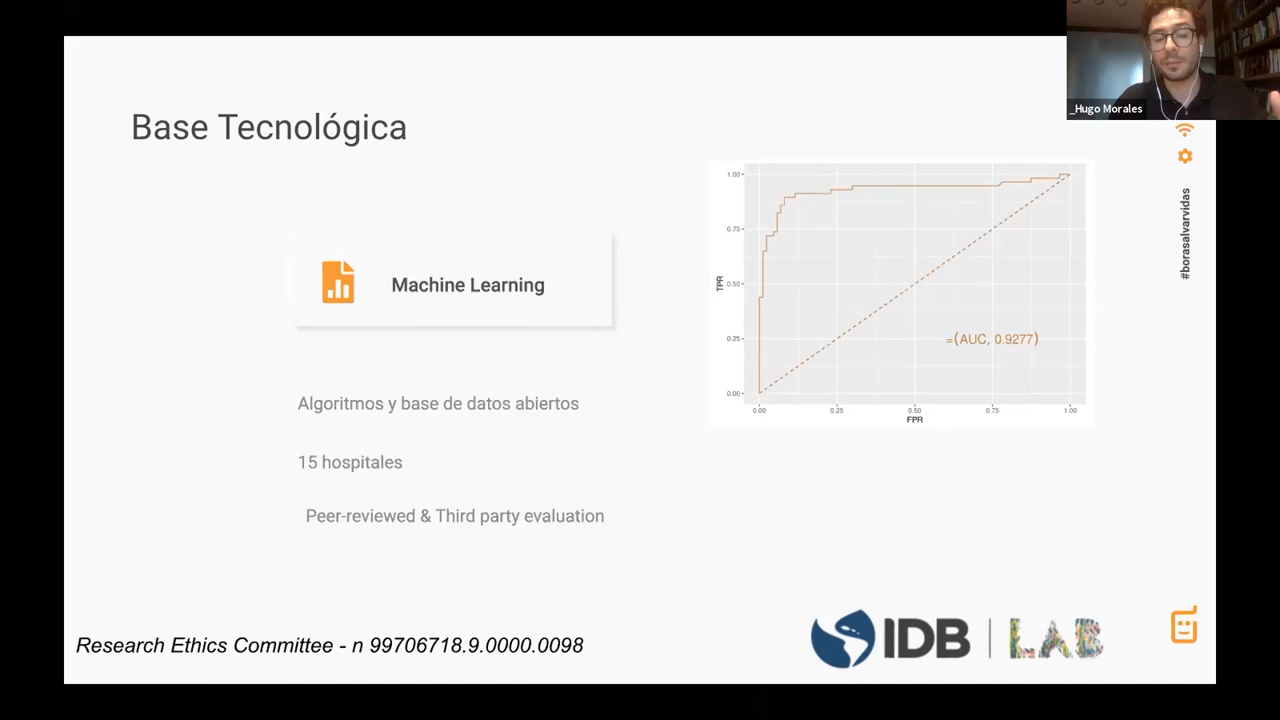 _Hugo Morales
Base Tecnológica
#borasalvarvidas
Machine Learning
Algoritmos y base de datos abiertos
15 hospitales
Peer-reviewed & Third party evaluation
1.00
0.75
0.50
0.25
0.00
TPR
=(AUC, 0.9277)
0.00 0.25 0.50 0.75 1.00
FPR
Research Ethics Committee - n 99706718.9.0000.0098
IDB | LAB